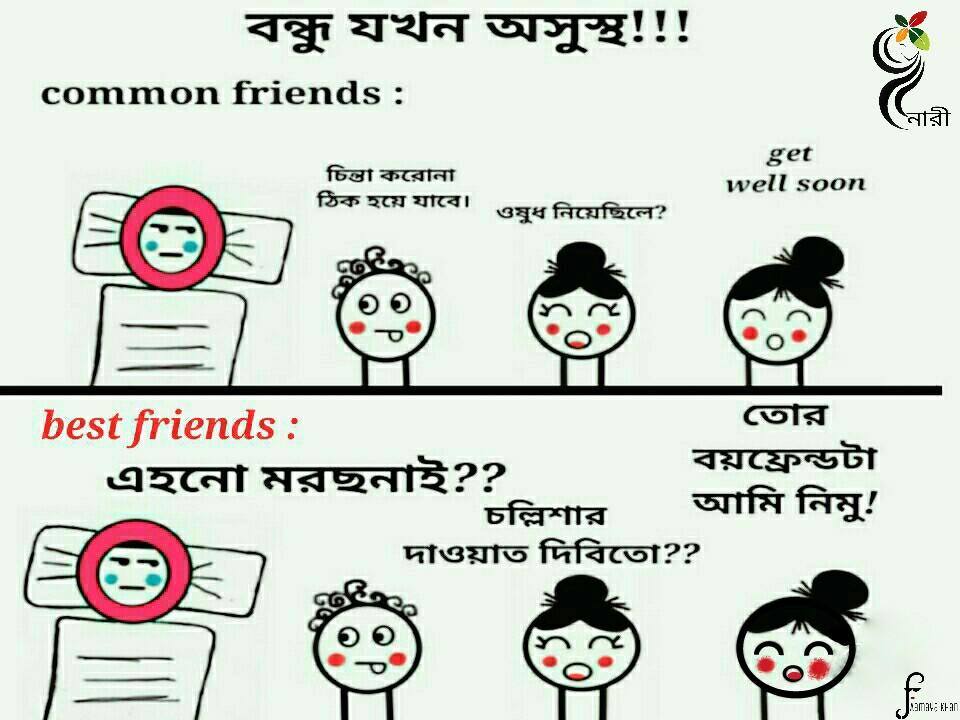 বন্ধু যখন অসুস্থ!!!
নারী
common friends :
চিন্তা করোনা
ঠিক হয়ে যাবে।
ওষুধ নিয়েছিলে?
get
well soon
best friends :
এহনো মরছনাই??
চল্লিশার
দাওয়াত দিবিতো??
তোর
বয়ফ্রেন্ডটা
আমি নিমু!
Khan